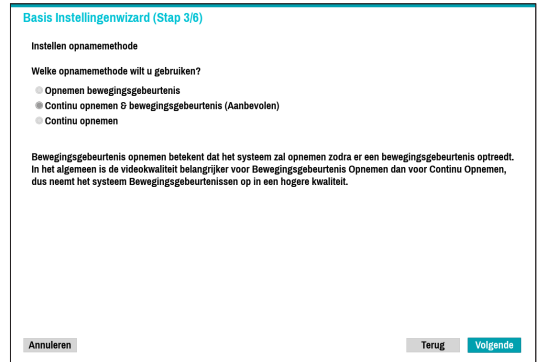 Basis Instellingenwizard (Stap 3/6)
Instellen opnamemethode
Welke opnamemethode wilt u gebruiken?
Opnemen bewegingsgebeurtenis
Continu opnemen & bewegingsgebeurtenis (Aanbevolen)
Continu opnemen
Bewegingsgebeurtenis opnemen betekent dat het systeem zal opnemen zodra er een bewegingsgebeurtenis optreedt.
In het algemeen is de videokwaliteit belangrijker voor Bewegingsgebeurtenis Opnemen dan voor Continu Opnemen,
dus neemt het systeem Bewegingsgebeurtenissen op in een hogere kwaliteit.
Annuleren
Terug
Volgende